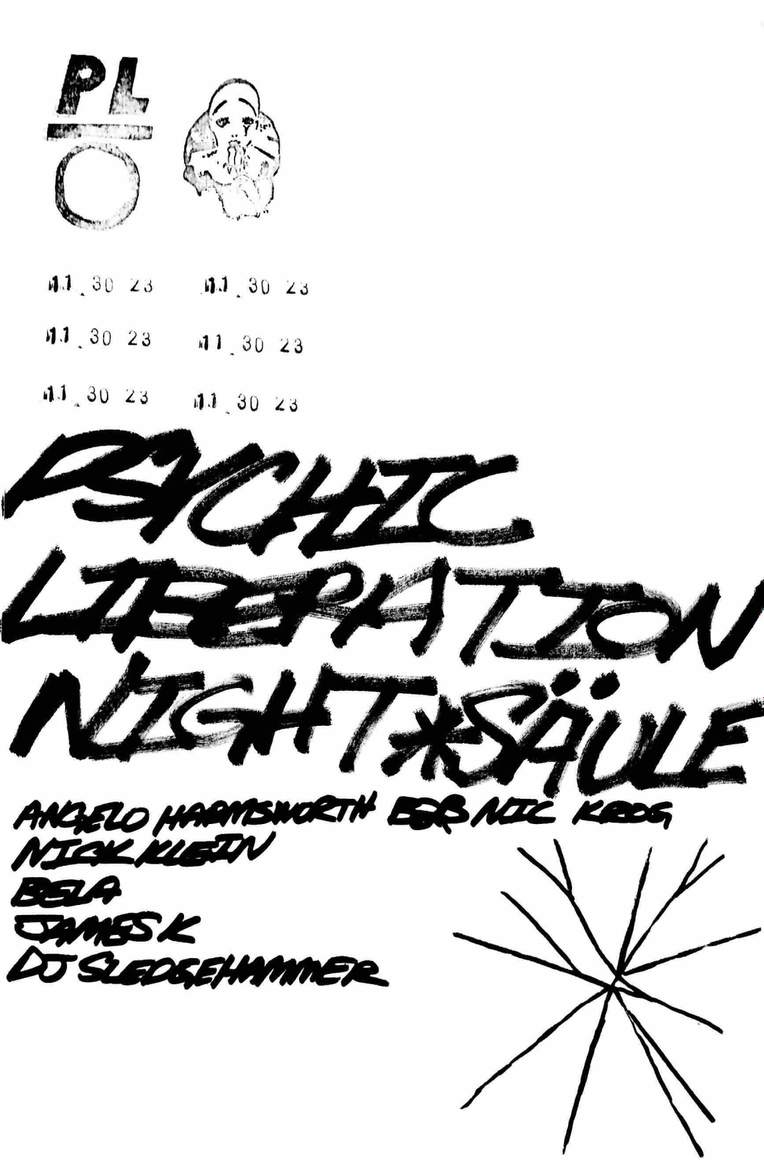 PL
O
11 30 23 11 30 23
11 30 23 11 30 23
11 30 23 11 30 23
PSYCHIC
LIBERATION
NIGHT*SÄULE
ANGELO HARMSWORTH B2B NIC KROG
NICK KLEIN
BELA
JAMES K
DJ SLEDGEHAMMER